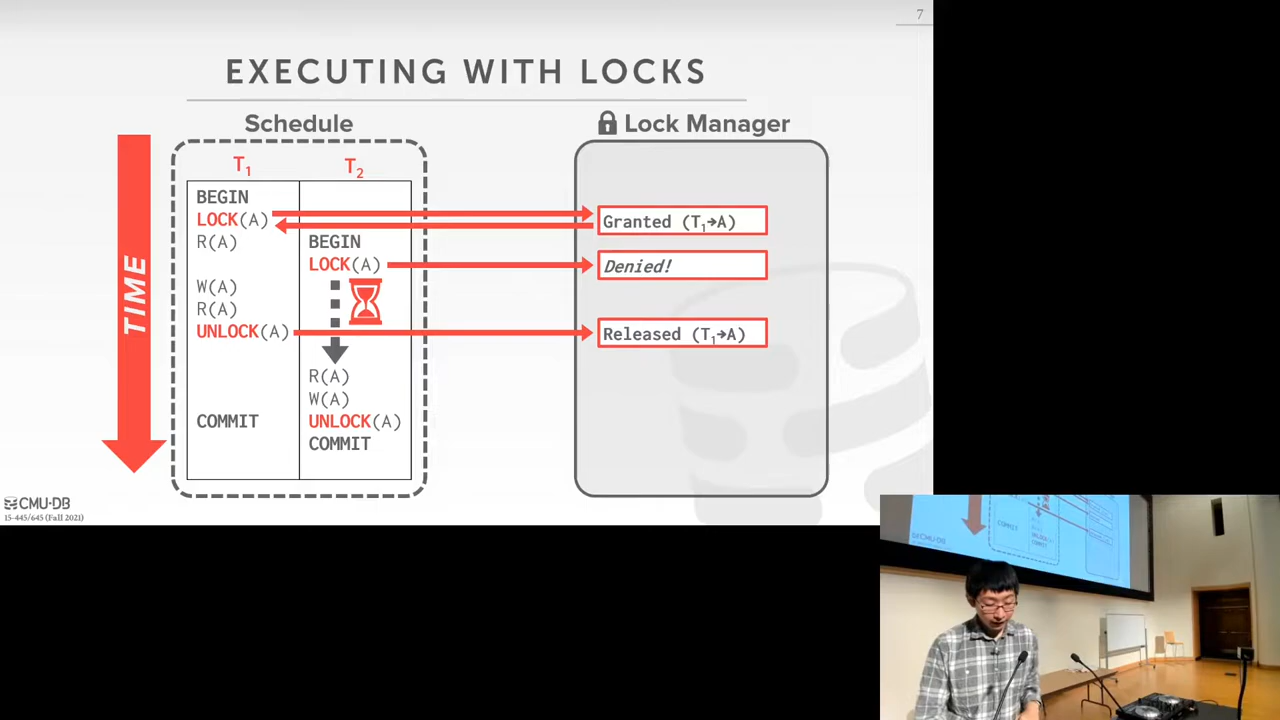 7
EXECUTING WITH LOCKS
Schedule
Lock Manager
TIME
T1
T2
BEGIN
LOCK(A)
R(A)
W(A)
R(A)
UNLOCK(A)
COMMIT
BEGIN
LOCK(A)
R(A)
W(A)
UNLOCK(A)
COMMIT
Granted (T1→A)
Denied!
Released (T1→A)
CMU·DB
15-445/645 (Fall 2021)